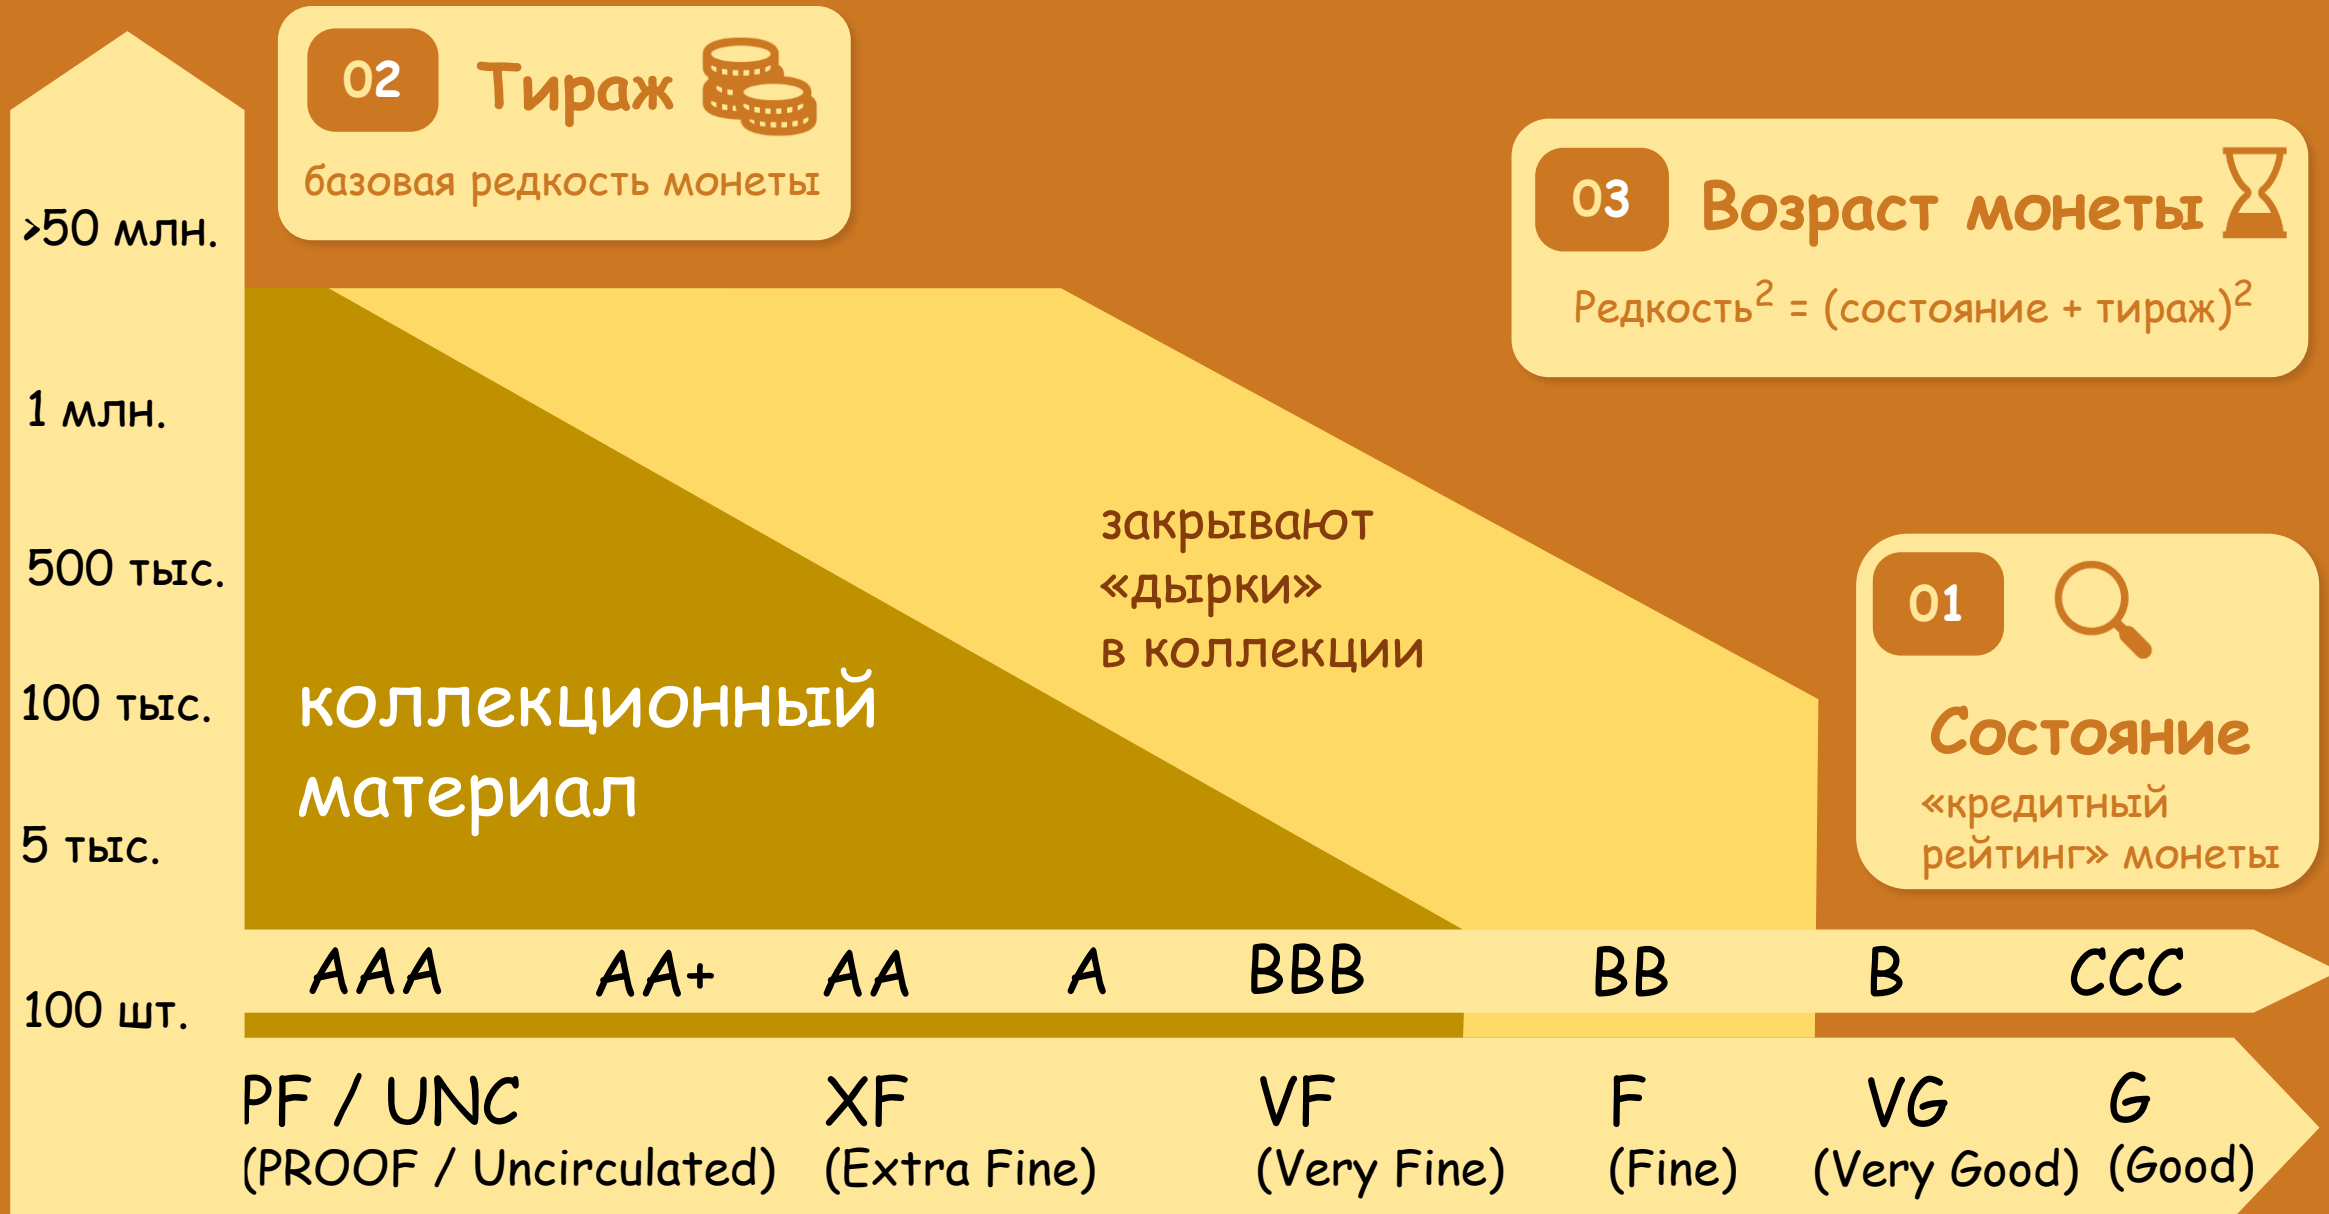 02 Тираж
базовая редкость монеты
03 Возраст монеты
Редкость² = (состояние + тираж)²
01
Состояние
«кредитный
рейтинг» монеты
>50 млн.
1 млн.
500 тыс.
100 тыс.
5 тыс.
100 шт.
закрывают
«дырки»
в коллекции
коллекционный
материал
AAA AA+ AA A BBB BB B CCC
PF / UNC XF VF F VG G
(PROOF / Uncirculated) (Extra Fine) (Very Fine) (Fine) (Very Good) (Good)